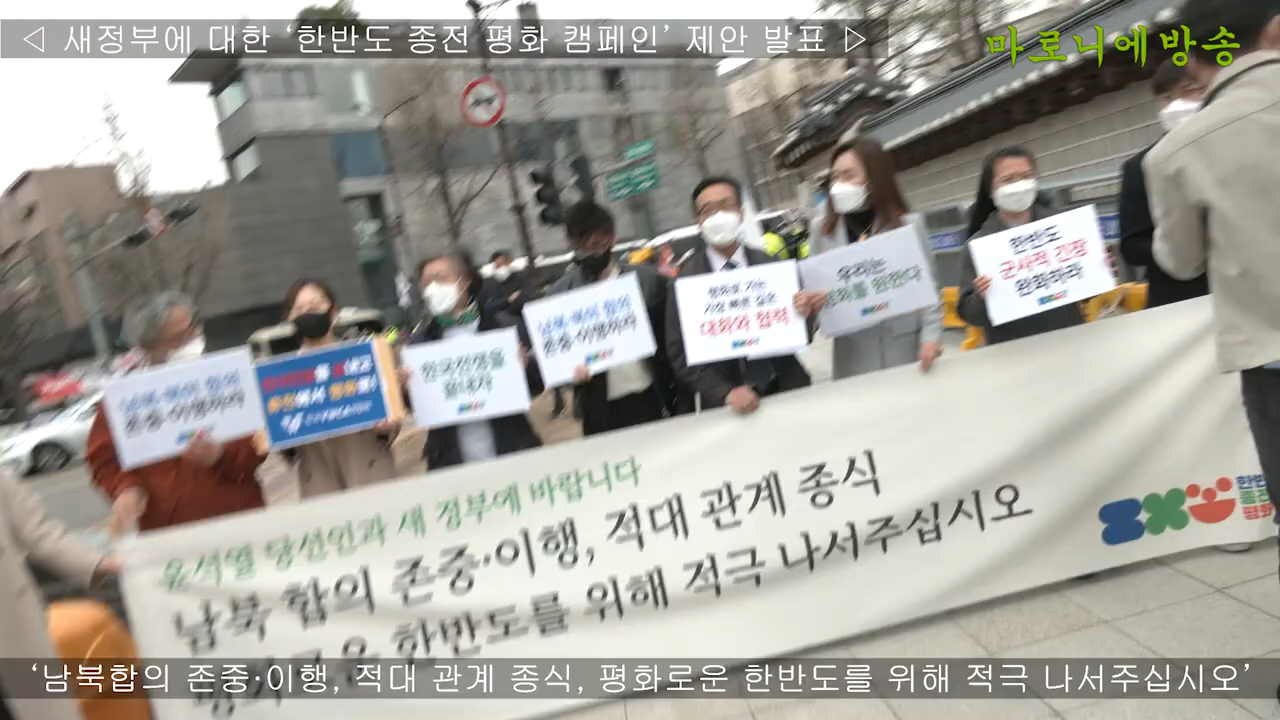 ◁ 새정부에 대한 ‘한반도 종전 평화 캠페인’ 제안 발표 ▷
마로니에방송
한반도
군사적 긴장
완화하라
우리는
평화를 원한다
평화로 가는
가장 빠른 길은
대화와 협력
남·북·북미 합의
존중·이행하라
한국전쟁을
끝내자
존중·이행하라
윤석열 당선인과 새 정부에 바랍니다
남북 합의 존중·이행, 적대 관계 종식
평화로운 한반도를 위해 적극 나서주십시오
한반
종전
평화
‘남북합의 존중·이행, 적대 관계 종식, 평화로운 한반도를 위해 적극 나서주십시오’